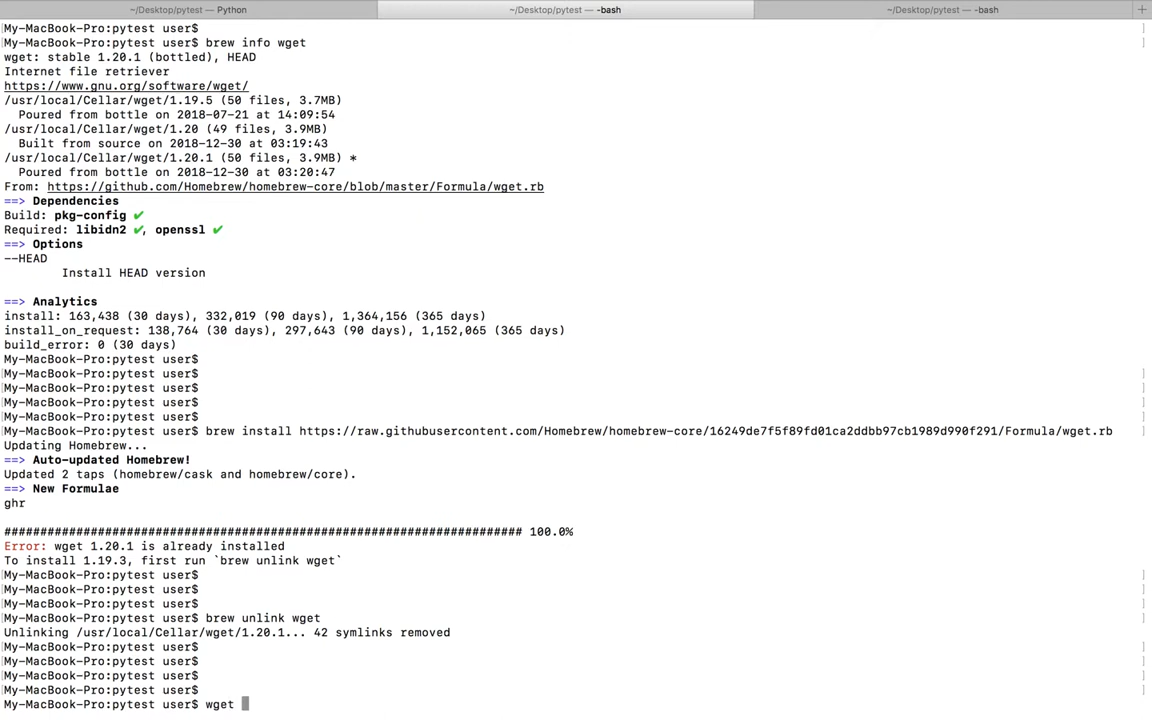 ~/Desktop/pytest — Python
~/Desktop/pytest — -bash
~/Desktop/pytest — -bash
+
My-MacBook-Pro:pytest user$
My-MacBook-Pro:pytest user$ brew info wget
wget: stable 1.20.1 (bottled), HEAD
Internet file retriever
https://www.gnu.org/software/wget/
/usr/local/Cellar/wget/1.19.5 (50 files, 3.7MB)
  Poured from bottle on 2018-07-21 at 14:09:54
/usr/local/Cellar/wget/1.20 (49 files, 3.9MB)
  Built from source on 2018-12-30 at 03:19:43
/usr/local/Cellar/wget/1.20.1 (50 files, 3.9MB) *
  Poured from bottle on 2018-12-30 at 03:20:47
From: https://github.com/Homebrew/homebrew-core/blob/master/Formula/wget.rb
==> Dependencies
Build: pkg-config ✔
Required: libidn2 ✔, openssl ✔
==> Options
--HEAD
        Install HEAD version
==> Analytics
install: 163,438 (30 days), 332,019 (90 days), 1,364,156 (365 days)
install_on_request: 138,764 (30 days), 297,643 (90 days), 1,152,065 (365 days)
build_error: 0 (30 days)
My-MacBook-Pro:pytest user$
My-MacBook-Pro:pytest user$
My-MacBook-Pro:pytest user$
My-MacBook-Pro:pytest user$
My-MacBook-Pro:pytest user$
My-MacBook-Pro:pytest user$ brew install https://raw.githubusercontent.com/Homebrew/homebrew-core/16249de7f5f89fd01ca2ddbb97cb1989d990f291/Formula/wget.rb
Updating Homebrew...
==> Auto-updated Homebrew!
Updated 2 taps (homebrew/cask and homebrew/core).
==> New Formulae
ghr
######################################################################## 100.0%
Error: wget 1.20.1 is already installed
To install 1.19.3, first run `brew unlink wget`
My-MacBook-Pro:pytest user$
My-MacBook-Pro:pytest user$
My-MacBook-Pro:pytest user$
My-MacBook-Pro:pytest user$ brew unlink wget
Unlinking /usr/local/Cellar/wget/1.20.1... 42 symlinks removed
My-MacBook-Pro:pytest user$
My-MacBook-Pro:pytest user$
My-MacBook-Pro:pytest user$
My-MacBook-Pro:pytest user$
My-MacBook-Pro:pytest user$ wget